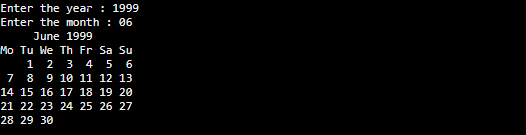 Enter the year : 1999
Enter the month : 06
     June 1999
Mo Tu We Th Fr Sa Su
    1  2  3  4  5  6
 7  8  9 10 11 12 13
14 15 16 17 18 19 20
21 22 23 24 25 26 27
28 29 30